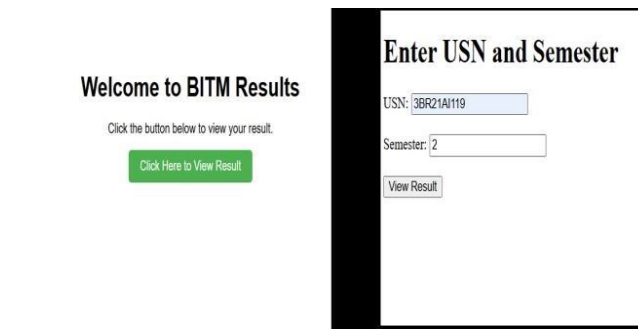 Welcome to BITM Results
Click the button below to view your result.
Click Here to View Result
Enter USN and Semester
USN: 3BR21AI119
Semester: 2
View Result